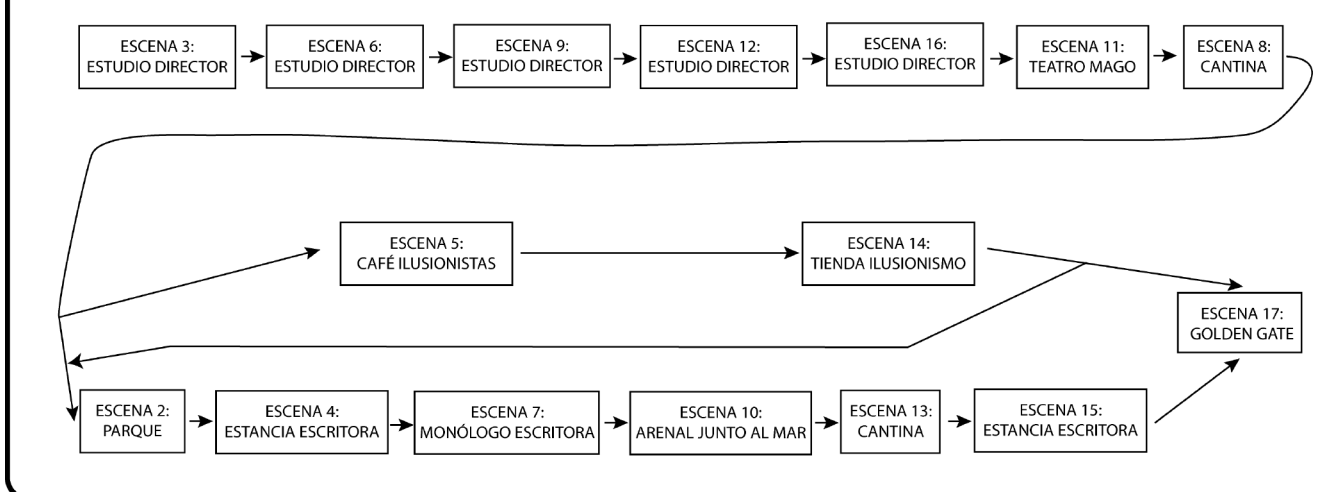 ESCENA 3:
ESTUDIO DIRECTOR
ESCENA 6:
ESTUDIO DIRECTOR
ESCENA 9:
ESTUDIO DIRECTOR
ESCENA 12:
ESTUDIO DIRECTOR
ESCENA 16:
ESTUDIO DIRECTOR
ESCENA 11:
TEATRO MAGO
ESCENA 8:
CANTINA
ESCENA 5:
CAFÉ ILUSIONISTAS
ESCENA 14:
TIENDA ILUSIONISMO
ESCENA 17:
GOLDEN GATE
ESCENA 2:
PARQUE
ESCENA 4:
ESTANCIA ESCRITORA
ESCENA 7:
MONÓLOGO ESCRITORA
ESCENA 10:
ARENAL JUNTO AL MAR
ESCENA 13:
CANTINA
ESCENA 15:
ESTANCIA ESCRITORA